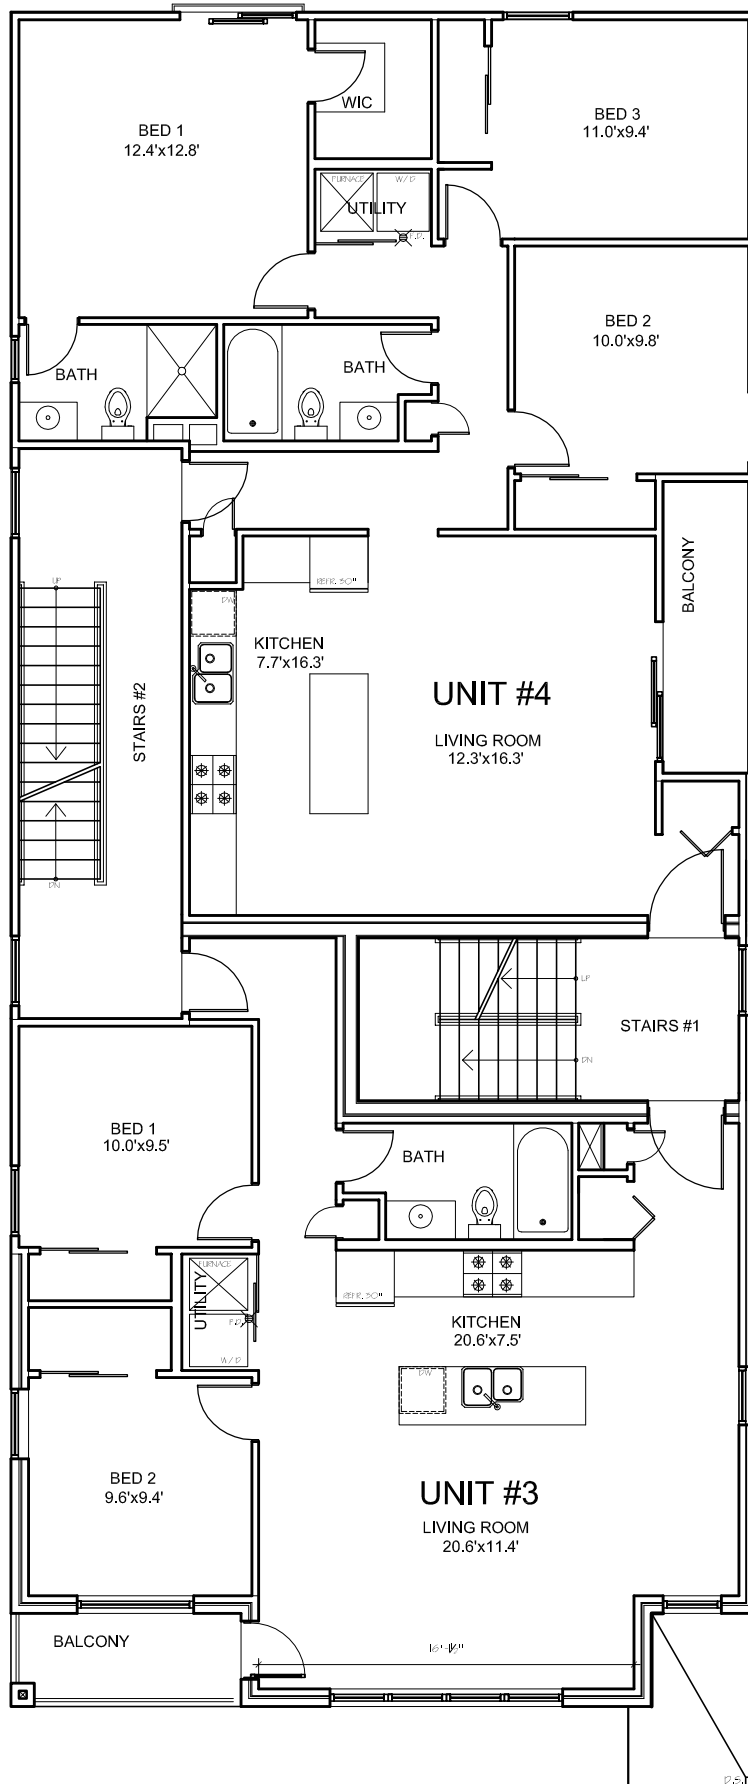 WIC
BED 1
12.4'x12.8'
BED 3
11.0'x9.4'
FURNACE
W/D
UTILITY
F.D.
BED 2
10.0'x9.8'
BATH
BATH
UP
REFR. 30"
DW
BALCONY
KITCHEN
7.7'x16.3'
STAIRS #2
UNIT #4
LIVING ROOM
12.3'x16.3'
DN
UP
STAIRS #1
DN
BED 1
10.0'x9.5'
BATH
FURNACE
UTILITY
REFR. 30"
F.D.
KITCHEN
20.6'x7.5'
W/D
DW
BED 2
9.6'x9.4'
UNIT #3
LIVING ROOM
20.6'x11.4'
BALCONY
D.S.